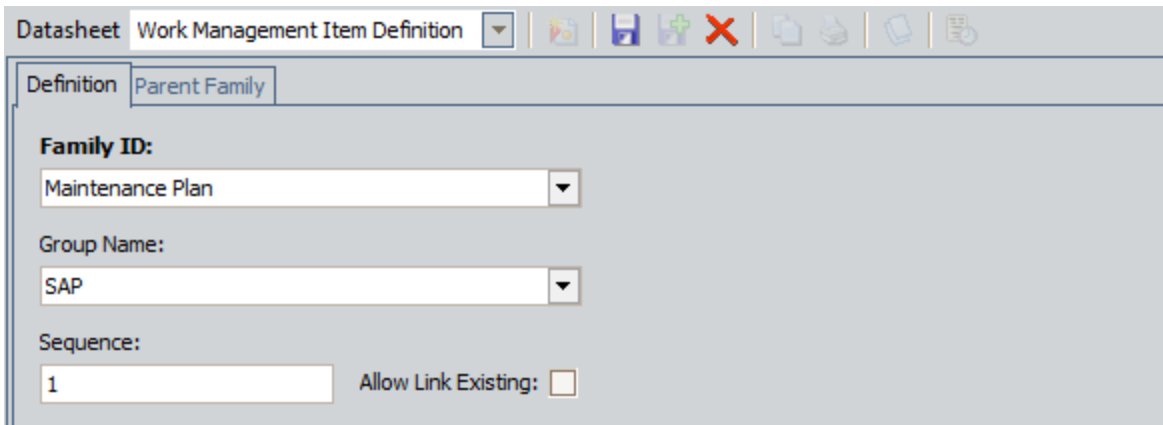 Datasheet Work Management Item Definition
Definition Parent Family
Family ID:
Maintenance Plan
Group Name:
SAP
Sequence:
1 Allow Link Existing: